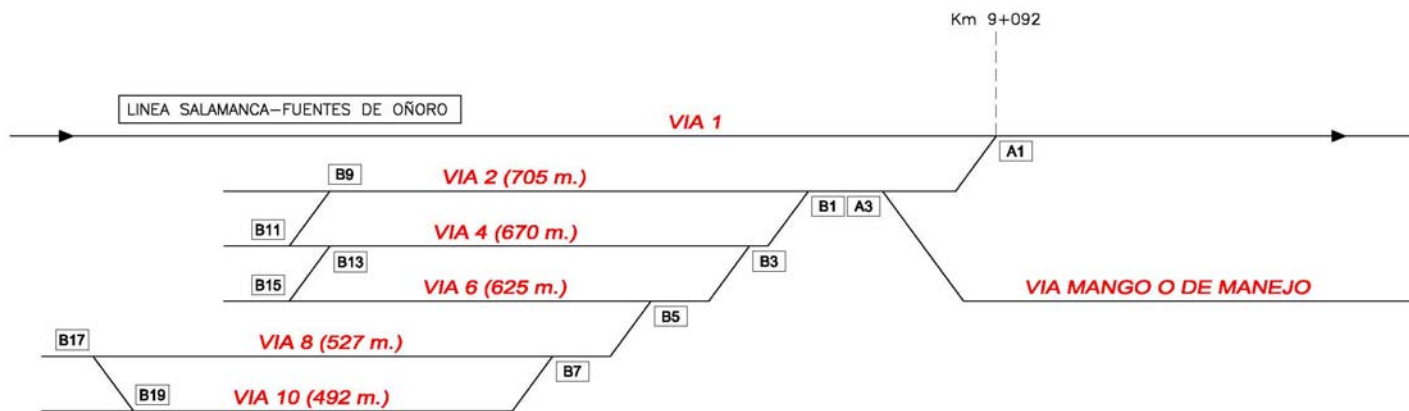 Km 9+092
LINEA SALAMANCA-FUENTES DE OÑORO
VIA 1
A1
B9
VIA 2 (705 m.)
B1
A3
B11
VIA 4 (670 m.)
B13
B3
B15
VIA 6 (625 m.)
VIA MANGO O DE MANEJO
B5
B17
VIA 8 (527 m.)
B7
B19
VIA 10 (492 m.)